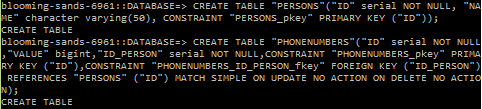 blooming-sands-6961::DATABASE=> CREATE TABLE "PERSONS"("ID" serial NOT NULL, "NA
ME" character varying(50), CONSTRAINT "PERSONS_pkey" PRIMARY KEY ("ID"));
CREATE TABLE
blooming-sands-6961::DATABASE=> CREATE TABLE "PHONENUMBERS"("ID" serial NOT NULL
,"VALUE" bigint,"ID_PERSON" serial NOT NULL,CONSTRAINT "PHONENUMBERS_pkey" PRIMA
RY KEY ("ID"),CONSTRAINT "PHONENUMBERS_ID_PERSON_fkey" FOREIGN KEY ("ID_PERSON")
 REFERENCES "PERSONS" ("ID") MATCH SIMPLE ON UPDATE NO ACTION ON DELETE NO ACTIO
N);
CREATE TABLE